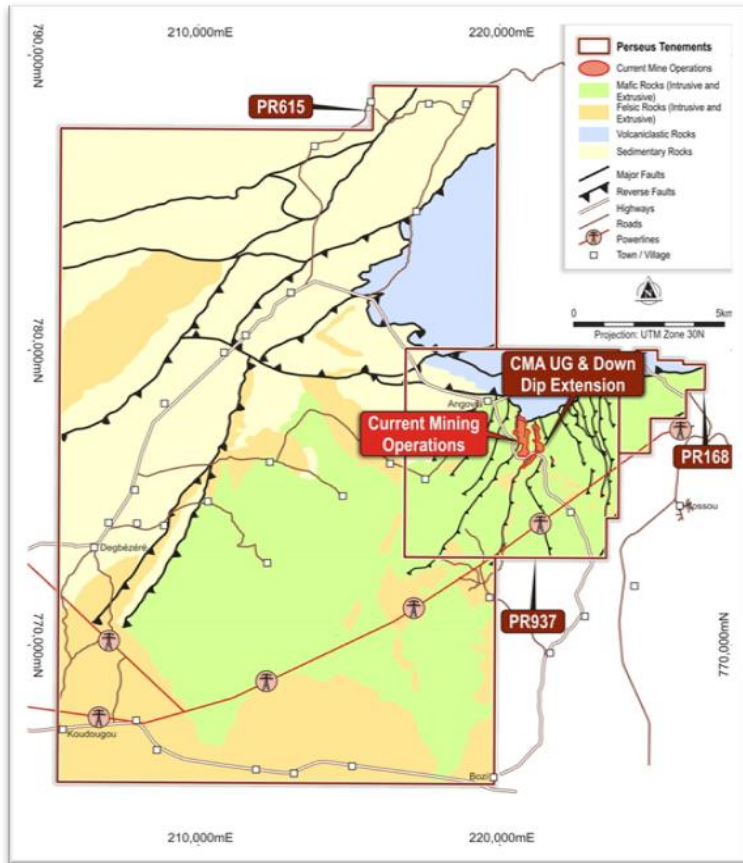 210,000mE
220,000mE
790,000mN
Perseus Tenements
Current Mine Operations
Mafic Rocks (Intrusive and
Extrusive)
Felsic Rocks (Intrusive and
Extrusive)
Volcaniclastic Rocks
Sedimentary Rocks
Major Faults
Reverse Faults
Highways
Roads
Powerlines
Town / Village
N
0
5km
Projection: UTM Zone 30N
PR615
780,000mN
780,000mN
CMA UG & Down
Dip Extension
Angovia
Current Mining
Operations
PR168
Kossou
Degbézéré
PR937
770,000mN
770,000mN
Koudougou
Bozi
210,000mE
220,000mE